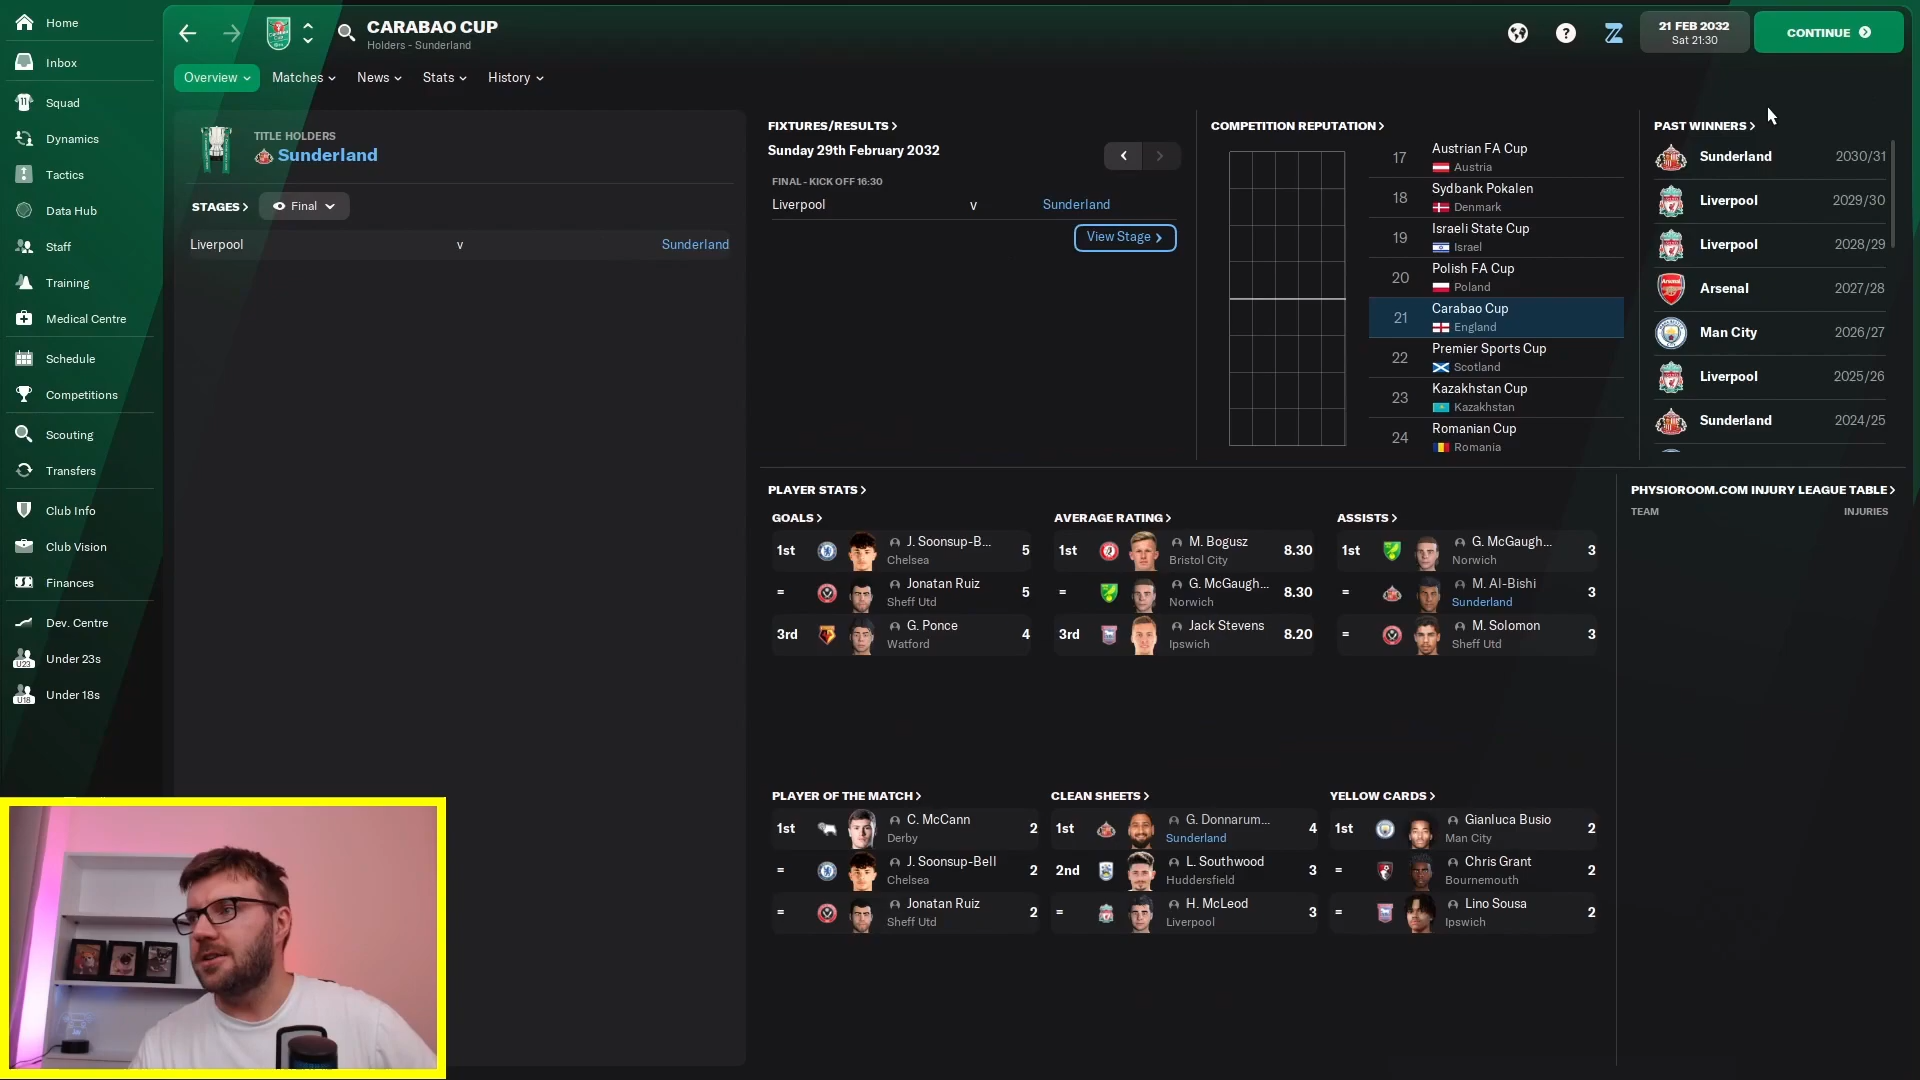 Home
Inbox
Squad
Dynamics
Tactics
Data Hub
Staff
Training
Medical Centre
Schedule
Competitions
Scouting
Transfers
Club Info
Club Vision
Finances
Dev. Centre
U23
Under 23s
U18
Under 18s
CARABAO CUP
Holders - Sunderland
21 FEB 2032
Sat 21:30
CONTINUE
Overview
Matches
News
Stats
History
TITLE HOLDERS
Sunderland
STAGES
Final
Liverpool v Sunderland
FIXTURES/RESULTS
Sunday 29th February 2032
FINAL - KICK OFF 16:30
Liverpool v Sunderland
View Stage
COMPETITION REPUTATION
17 Austrian FA Cup
Austria
18 Sydbank Pokalen
Denmark
19 Israeli State Cup
Israel
20 Polish FA Cup
Poland
21 Carabao Cup
England
22 Premier Sports Cup
Scotland
23 Kazakhstan Cup
Kazakhstan
24 Romanian Cup
Romania
PAST WINNERS
Sunderland 2030/31
Liverpool 2029/30
Liverpool 2028/29
Arsenal 2027/28
Man City 2026/27
Liverpool 2025/26
Sunderland 2024/25
PLAYER STATS
GOALS
1st J. Soonsup-B... 5
Chelsea
= Jonatan Ruiz 5
Sheff Utd
3rd G. Ponce 4
Watford
AVERAGE RATING
1st M. Bogusz 8.30
Bristol City
= G. McGaugh... 8.30
Norwich
3rd Jack Stevens 8.20
Ipswich
ASSISTS
1st G. McGaugh... 3
Norwich
= M. Al-Bishi 3
Sunderland
= M. Solomon 3
Sheff Utd
PHYSIOROOM.COM INJURY LEAGUE TABLE
TEAM INJURIES
PLAYER OF THE MATCH
1st C. McCann 2
Derby
= J. Soonsup-Bell 2
Chelsea
= Jonatan Ruiz 2
Sheff Utd
CLEAN SHEETS
1st G. Donnarum... 4
Sunderland
2nd L. Southwood 3
Huddersfield
= H. McLeod 3
Liverpool
YELLOW CARDS
1st Gianluca Busio 2
Man City
= Chris Grant 2
Bournemouth
= Lino Sousa 2
Ipswich